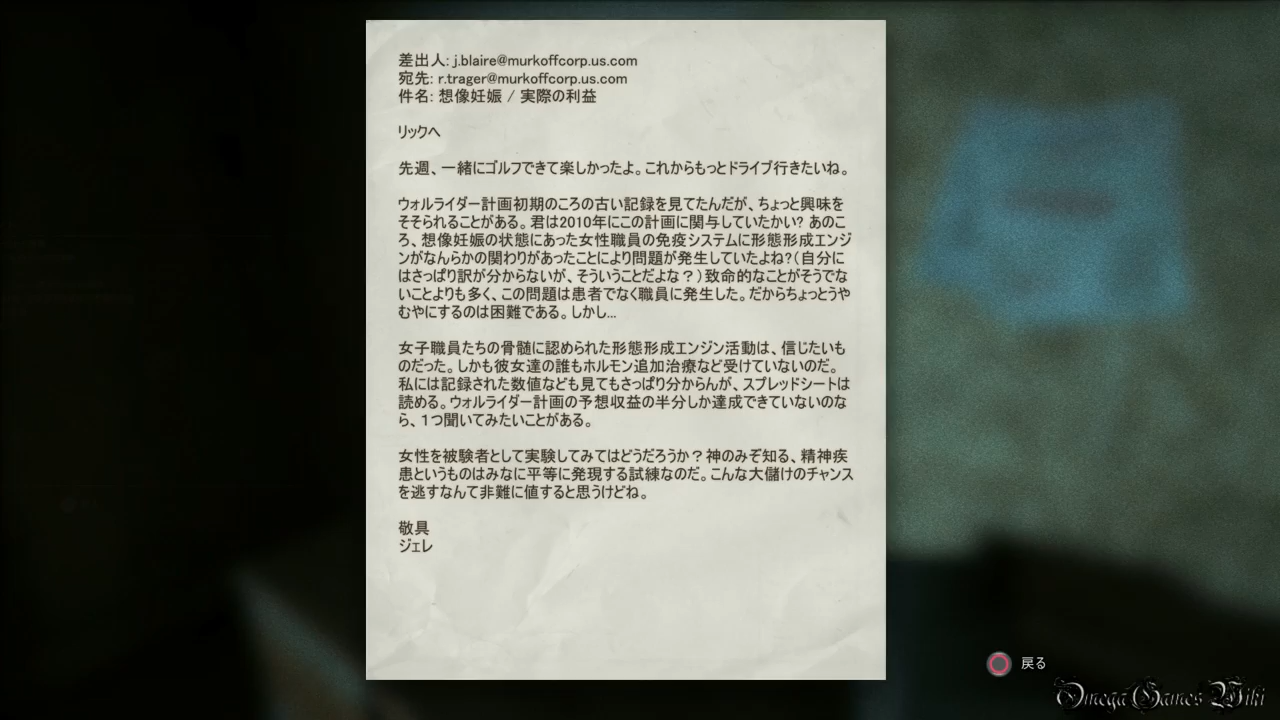 差出人: j.blaire@murkoffcorp.us.com
宛先: r.trager@murkoffcorp.us.com
件名: 想像妊娠 / 実際の利益
リックへ
先週、一緒にゴルフできて楽しかったよ。これからもっとドライブ行きたいね。
ウォルライダー計画初期のころの古い記録を見てたんだが、ちょっと興味を
そそられることがある。君は2010年にこの計画に関与していたかい? あのこ
ろ、想像妊娠の状態にあった女性職員の免疫システムに形態形成エンジ
ンがなんらかの関わりがあったことにより問題が発生していたよね?(自分に
はさっぱり訳が分からないが、そういうことだよな？) 致命的なことがそうでな
いことよりも多く、この問題は患者でなく職員に発生した。だからちょっとうや
むやにするのは困難である。しかし...
女子職員たちの骨髄に認められた形態形成エンジン活動は、信じたいも
のだった。しかも彼女達の誰もホルモン追加治療など受けていないのだ。
私には記録された数値なども見てもさっぱり分からんが、スプレッドシートは
読める。ウォルライダー計画の予想収益の半分しか達成できていないのな
ら、１つ聞いてみたいことがある。
女性を被験者として実験してみてはどうだろうか？神のみぞ知る、精神疾
患というものはみなに平等に発現する試練なのだ。こんな大儲けのチャンス
を逃すなんて非難に値すると思うけどね。
敬具
ジェレ
戻る
Omega Games Wiki